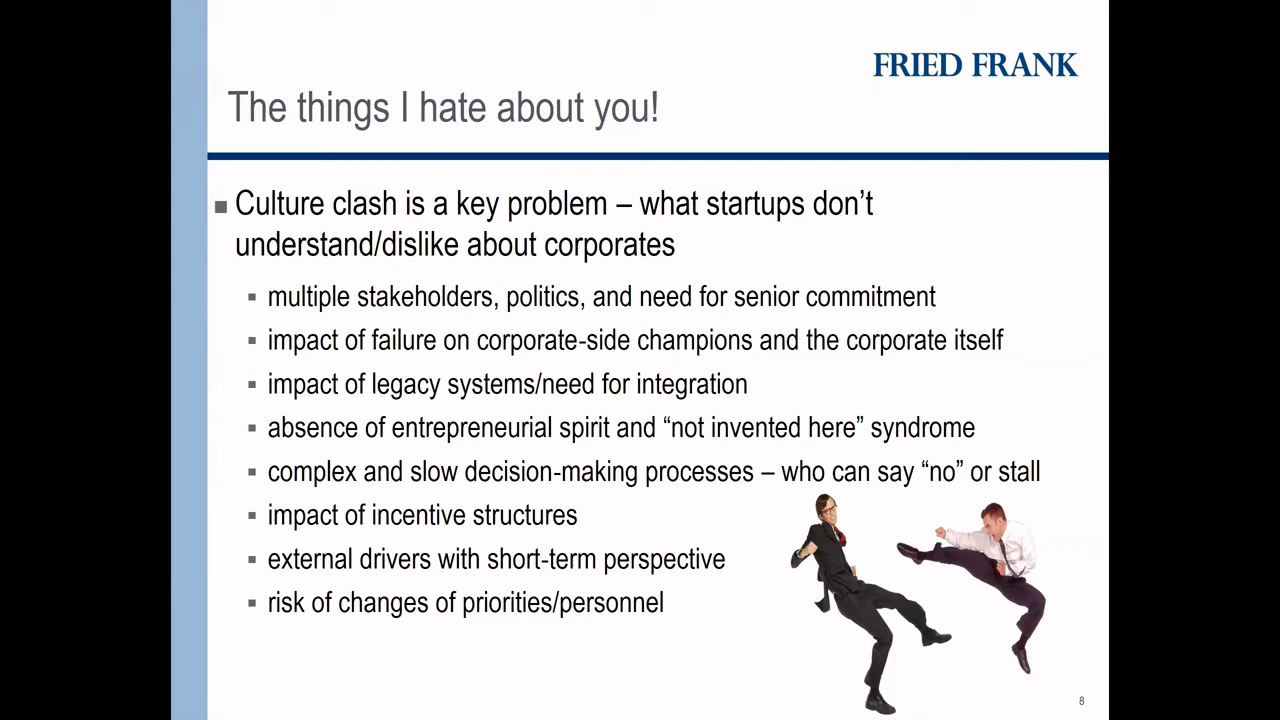 FRIED FRANK
The things I hate about you!
Culture clash is a key problem – what startups don’t
understand/dislike about corporates
multiple stakeholders, politics, and need for senior commitment
impact of failure on corporate-side champions and the corporate itself
impact of legacy systems/need for integration
absence of entrepreneurial spirit and “not invented here” syndrome
complex and slow decision-making processes – who can say “no” or stall
impact of incentive structures
external drivers with short-term perspective
risk of changes of priorities/personnel
8